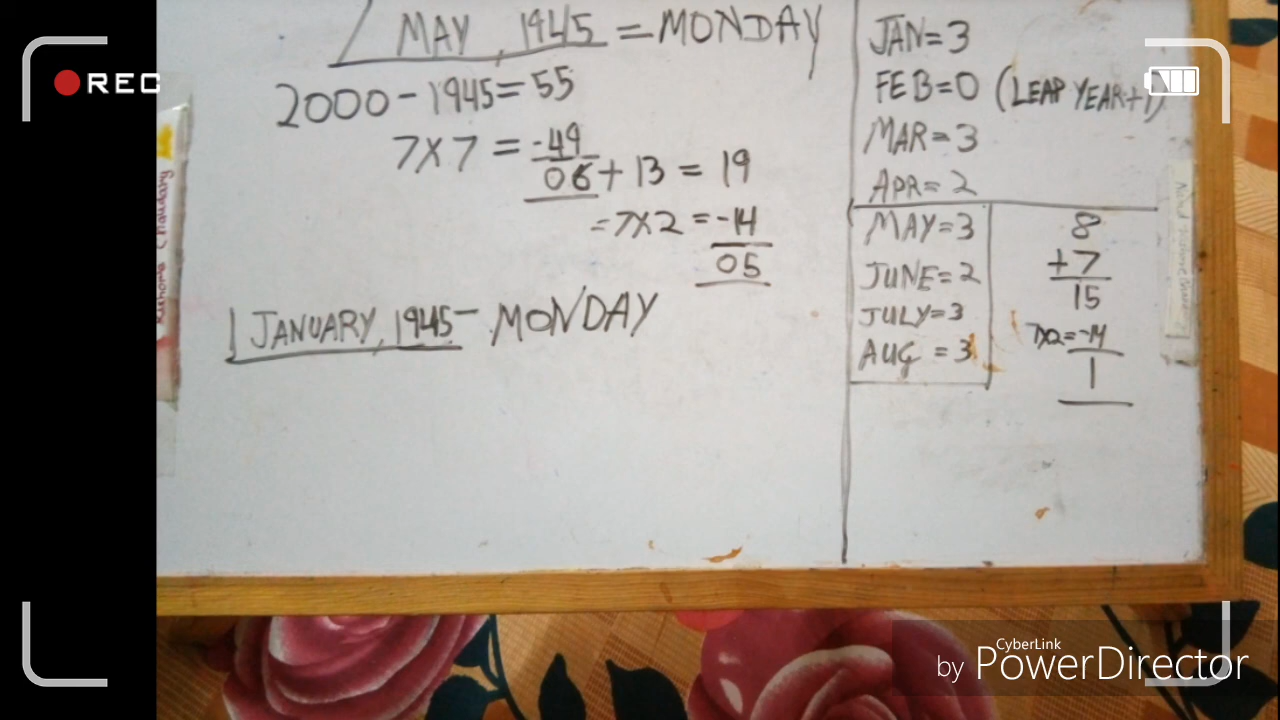 REC
MAY, 1945 = MONDAY
2000 - 1945 = 55
7X7 = -49
06 + 13 = 19
= 7X2 = -14
05
1 JANUARY, 1945 - MONDAY
JAN=3
FEB=0 (LEAP YEAR+1)
MAR=3
APR=2
MAY=3
JUNE=2
JULY=3
AUG =3
8
+7
15
7X2=-14
1
CyberLink
by PowerDirector